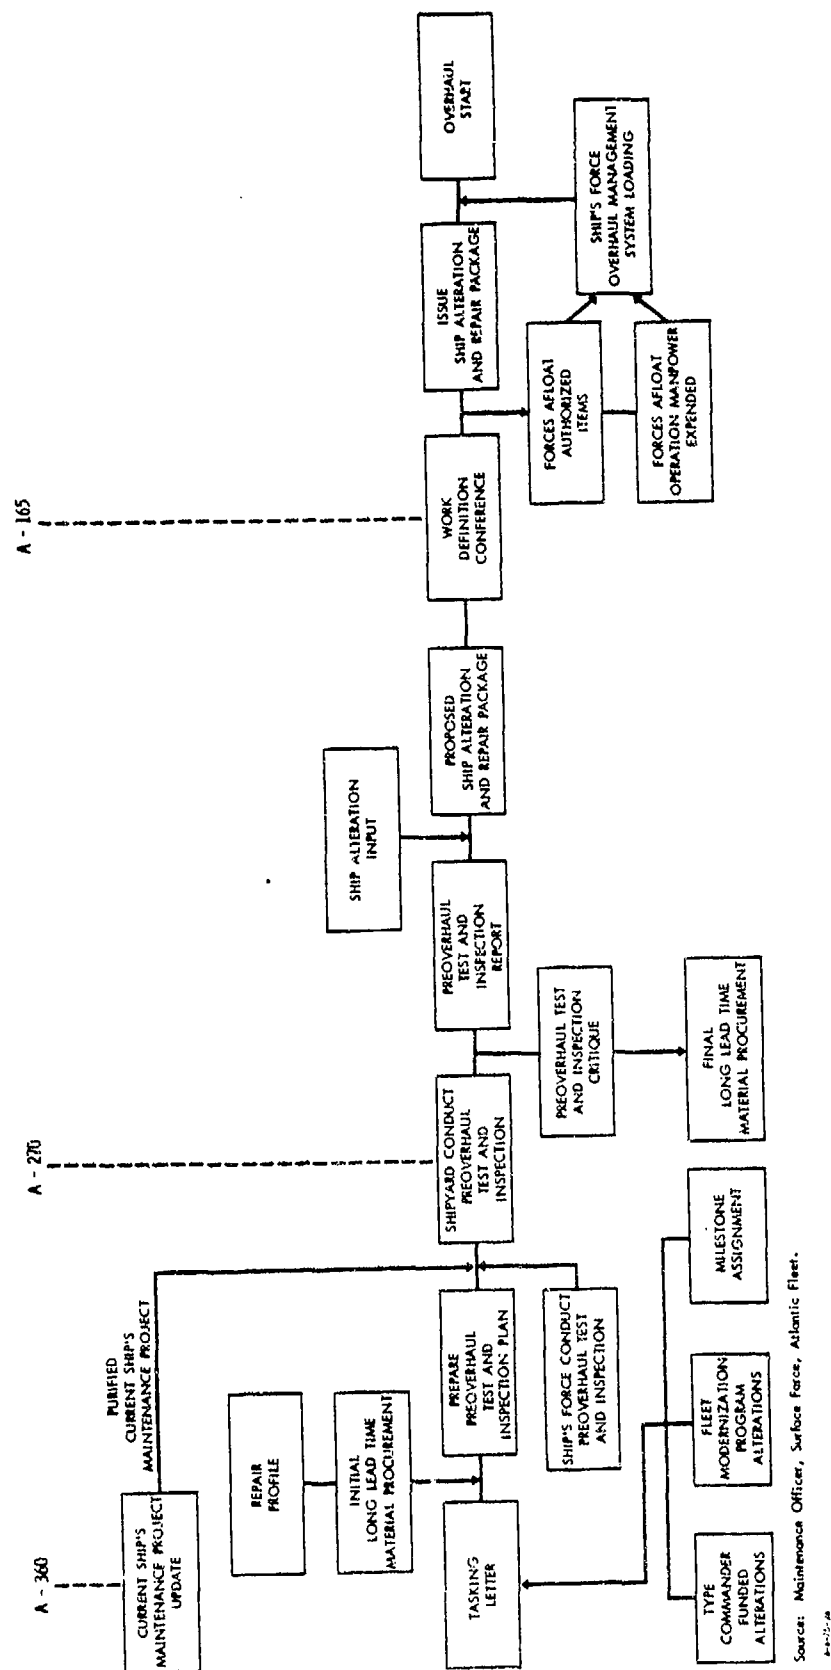 A - 360
A - 270
A - 165
CURRENT SHIP'S
MAINTENANCE PROJECT
UPDATE
PURIFIED
CURRENT SHIP'S
MAINTENANCE PROJECT
REPAIR
PROFILE
INITIAL
LONG LEAD TIME
MATERIAL PROCUREMENT
TASKING
LETTER
PREPARE
PREOVERHAUL
TEST AND
INSPECTION PLAN
SHIP'S FORCE CONDUCT
PREOVERHAUL TEST
AND INSPECTION
TYPE
COMMANDER
FUNDED
ALTERATIONS
FLEET
MODERNIZATION
PROGRAM
ALTERATIONS
MILESTONE
ASSIGNMENT
SHIPYARD CONDUCT
PREOVERHAUL
TEST AND
INSPECTION
PREOVERHAUL TEST
AND INSPECTION
CRITIQUE
FINAL
LONG LEAD TIME
MATERIAL PROCUREMENT
PREOVERHAUL
TEST AND
INSPECTION
REPORT
SHIP ALTERATION
INPUT
PROPOSED
SHIP ALTERATION
AND REPAIR PACKAGE
WORK
DEFINITION
CONFERENCE
ISSUE
SHIP ALTERATION
AND REPAIR PACKAGE
FORCES AFLOAT
AUTHORIZED
ITEMS
FORCES AFLOAT
OPERATION MANPOWER
EXPENDED
SHIP'S FORCE
OVERHAUL MANAGEMENT
SYSTEM LOADING
OVERHAUL
START
Source: Maintenance Officer, Surface Force, Atlantic Fleet.